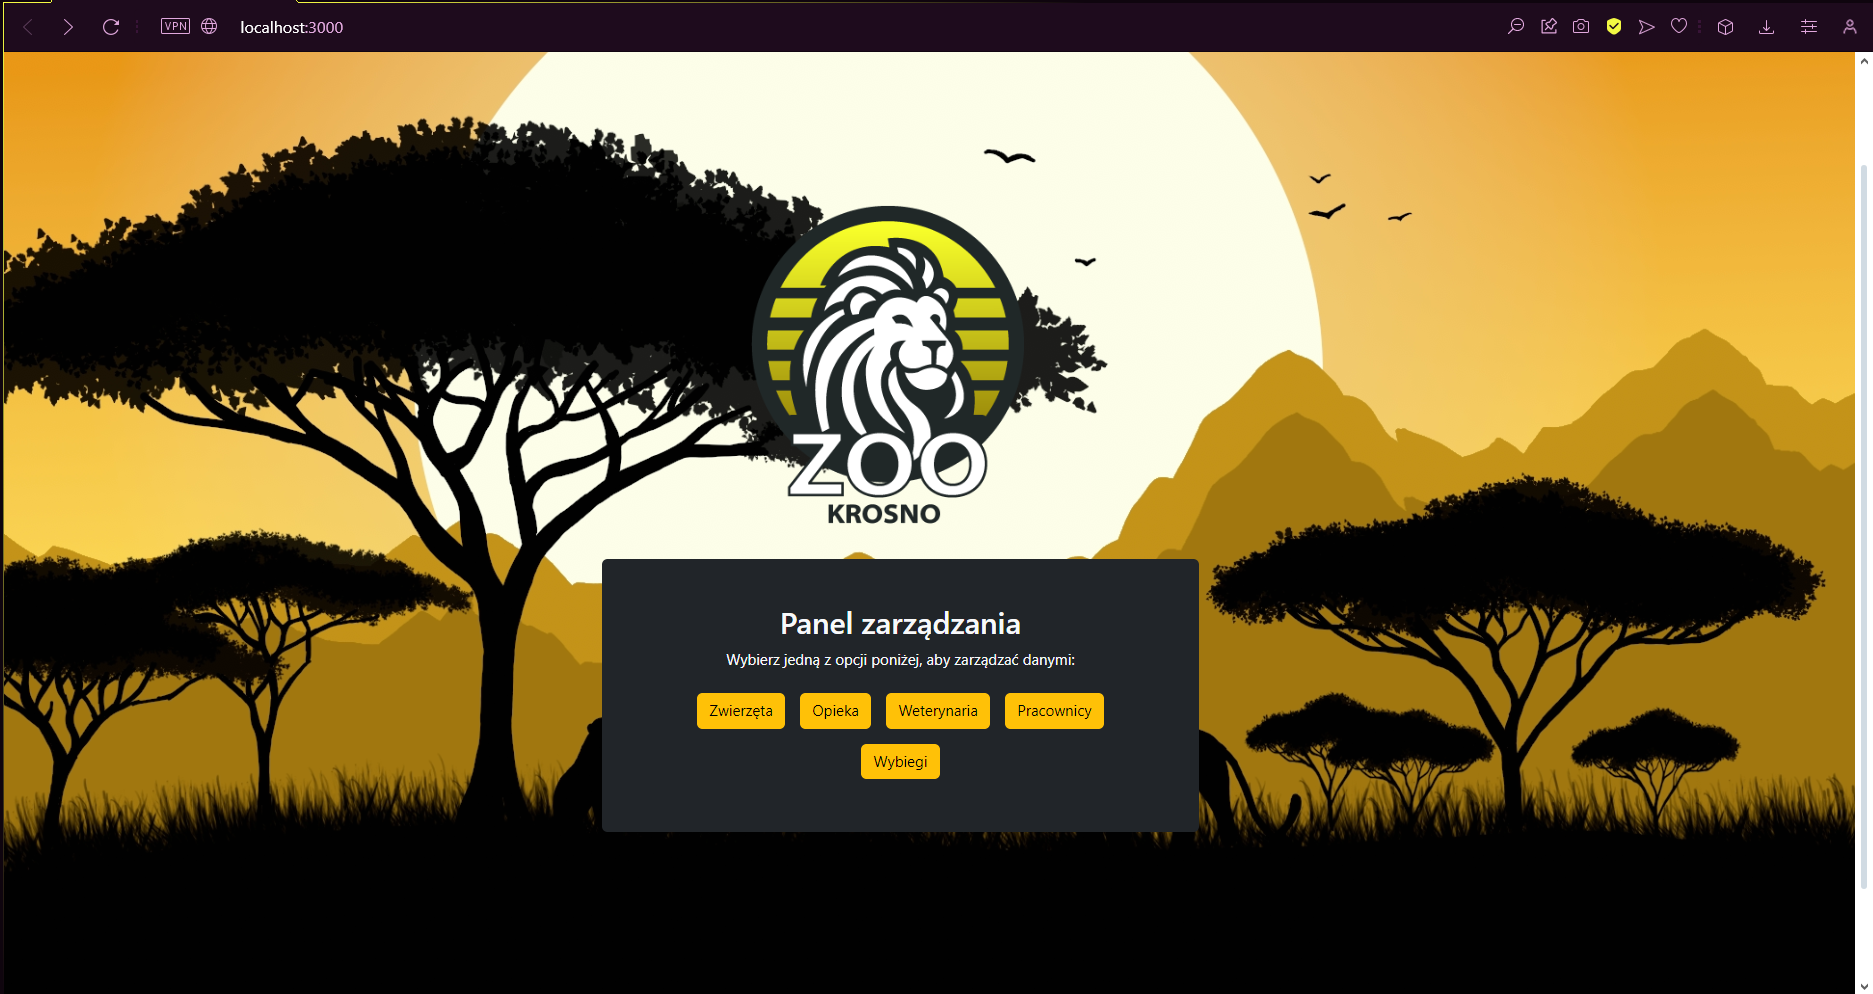 VPN
localhost:3000
ZOO
KROSNO
Panel zarządzania
Wybierz jedną z opcji poniżej, aby zarządzać danymi:
Zwierzęta Opieka Weterynaria Pracownicy
Wybiegi